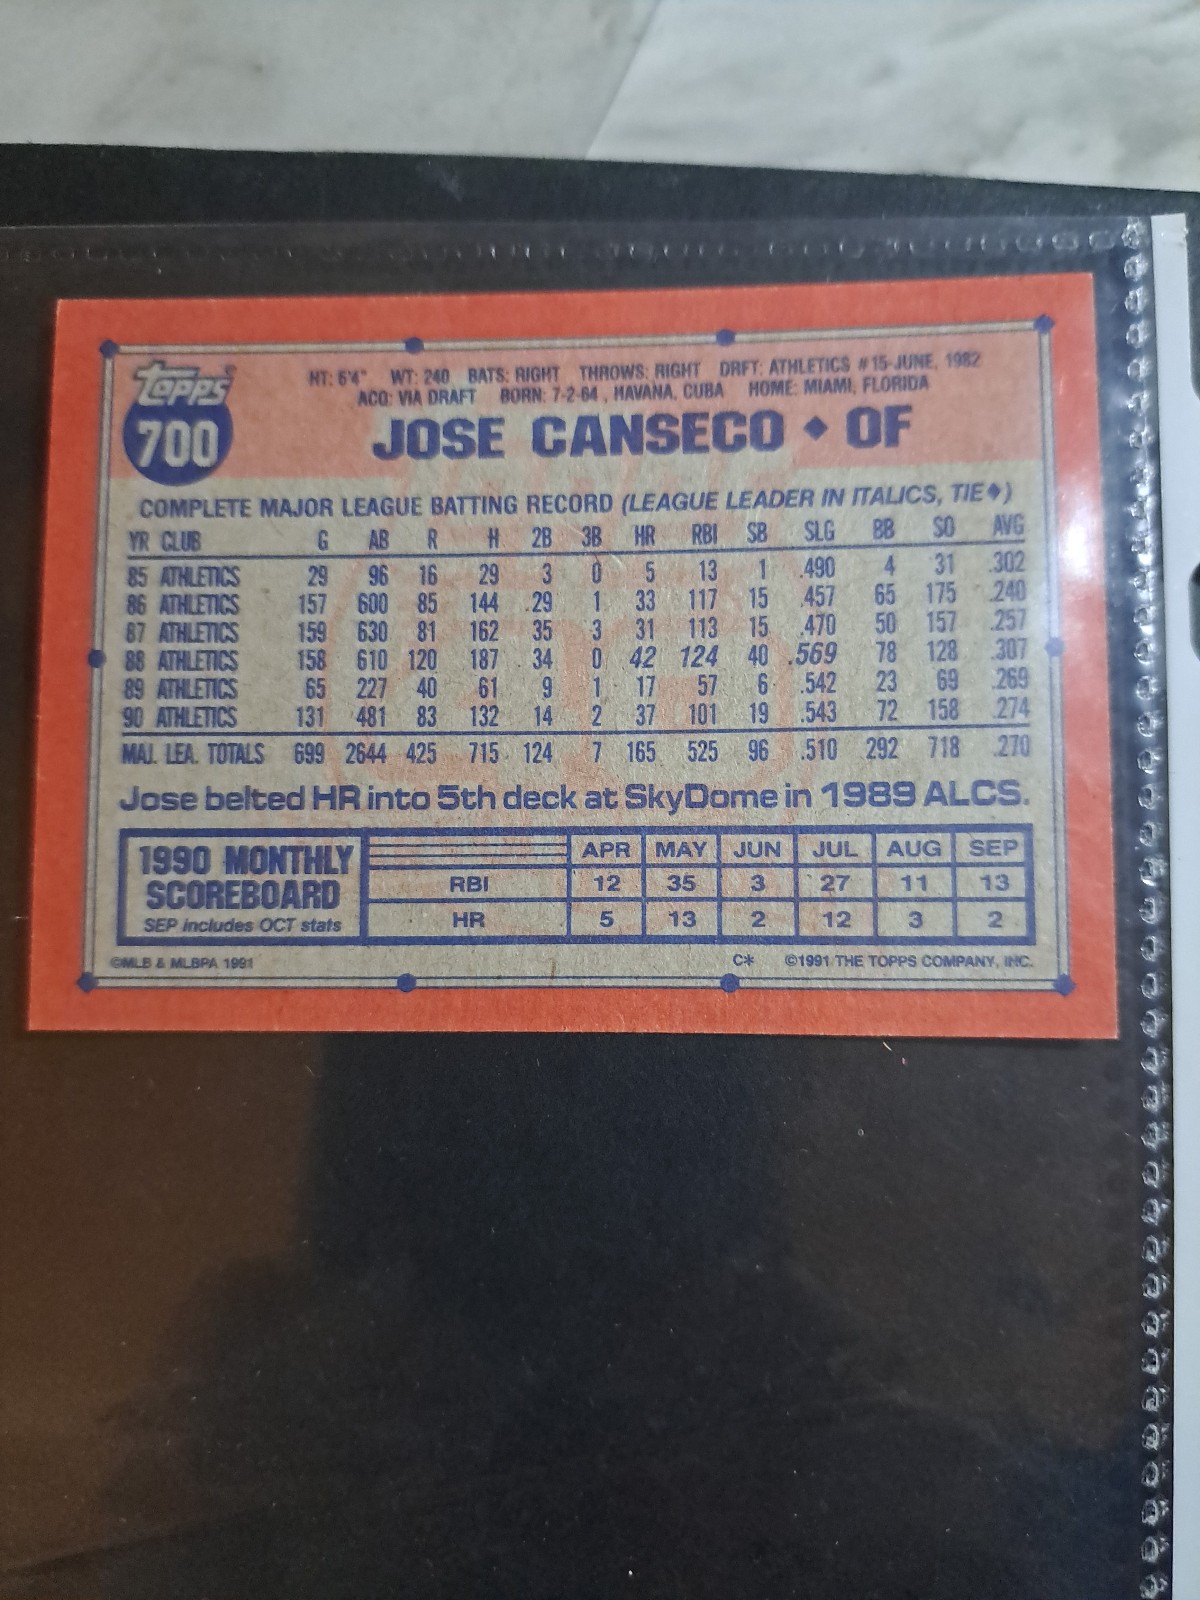 Topps®
700
HT: 6'4" WT: 240 BATS: RIGHT THROWS: RIGHT DRFT: ATHLETICS #15-JUNE, 1982
ACQ: VIA DRAFT BORN: 7-2-64, HAVANA, CUBA HOME: MIAMI, FLORIDA
JOSE CANSECO ◆ OF
COMPLETE MAJOR LEAGUE BATTING RECORD (LEAGUE LEADER IN ITALICS, TIE◆)
YR CLUB G AB R H 2B 3B HR RBI SB SLG BB SO AVG
85 ATHLETICS 29 96 16 29 3 0 5 13 1 .490 4 31 .302
86 ATHLETICS 157 600 85 144 29 1 33 117 15 .457 65 175 .240
87 ATHLETICS 159 630 81 162 35 3 31 113 15 .470 50 157 .257
88 ATHLETICS 158 610 120 187 34 0 42 124 40 .569 78 128 .307
89 ATHLETICS 65 227 40 61 9 1 17 57 6 .542 23 69 .269
90 ATHLETICS 131 481 83 132 14 2 37 101 19 .543 72 158 .274
MAJ. LEA. TOTALS 699 2644 425 715 124 7 165 525 96 .510 292 718 .270
Jose belted HR into 5th deck at SkyDome in 1989 ALCS.
1990 MONTHLY SCOREBOARD
SEP includes OCT stats
APR MAY JUN JUL AUG SEP
RBI 12 35 3 27 11 13
HR 5 13 2 12 3 2
©MLB & MLBPA 1991 C* ©1991 THE TOPPS COMPANY, INC.